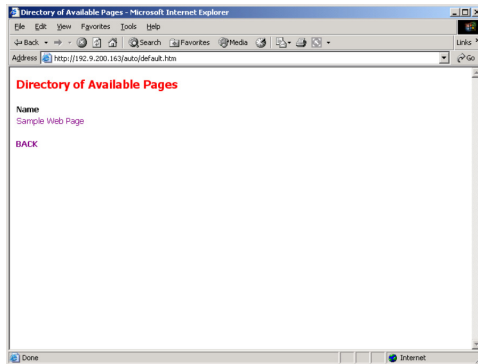 Directory of Available Pages - Microsoft Internet Explorer
File Edit View Favorites Tools Help
Back Search Favorites Media Links »
Address http://192.9.200.163/auto/default.htm Go
Directory of Available Pages
Name
Sample Web Page
BACK
Done Internet